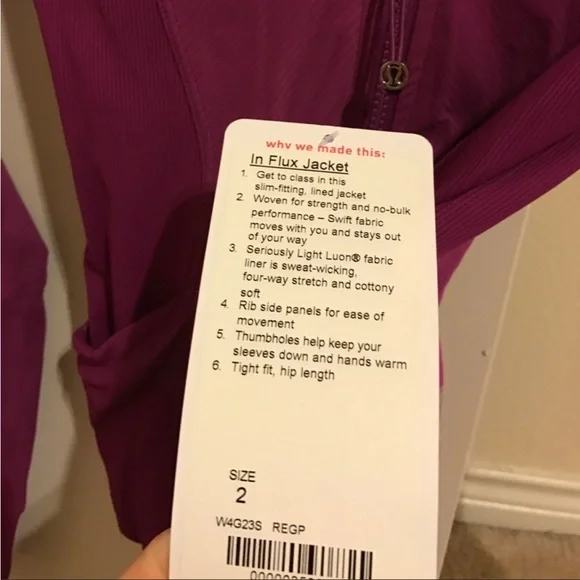 why we made this:
In Flux Jacket
1. Get to class in this
slim-fitting, lined jacket
2. Woven for strength and no-bulk
performance – Swift fabric
moves with you and stays out
of your way
3. Seriously Light Luon® fabric
liner is sweat-wicking,
four-way stretch and cottony
soft
4. Rib side panels for ease of
movement
5. Thumbholes help keep your
sleeves down and hands warm
6. Tight fit, hip length
SIZE
2
W4G23S REGP